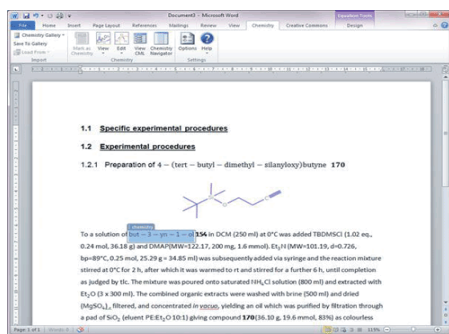 Document3 - Microsoft Word
Equation Tools
File Home Insert Page Layout References Mailings Review View Chemistry Creative Commons Design
Chemistry Gallery
Save To Gallery
Load From
Mark as Chemistry
View
Edit
View CML
Chemistry Navigator
Options
Help
Import
Chemistry
Settings
1.1 Specific experimental procedures
1.2 Experimental procedures
1.2.1 Preparation of 4 − (tert − butyl − dimethyl − silanyloxy)butyne 170
Si
O
Chemistry
To a solution of but − 3 − yn − 1 − ol 154 in DCM (250 ml) at 0°C was added TBDMSCl (1.02 eq.,
0.24 mol, 36.18 g) and DMAP(MW=122.17, 200 mg, 1.6 mmol). Et₃N (MW=101.19, d=0.726,
bp=89°C, 0.25 mol, 25.29 g = 34.85 ml) was subsequently added via syringe and the reaction mixture
stirred at 0°C for 2 h, after which it was warmed to rt and stirred for a further 6 h, until completion
as judged by tlc. The mixture was poured onto saturated NH₄Cl solution (800 ml) and extracted with
Et₂O (3 x 300 ml). The combined organic extracts were washed with brine (500 ml) and dried
(MgSO₄), filtered, and concentrated in vacuo, yielding an oil which was purified by filtration through
a pad of SiO₂ (eluent PE:Et₂O 10:1) giving compound 170 (36.10 g, 19.6 mmol, 83%) as colourless
Page: 1 of 1 Words: 0
119%